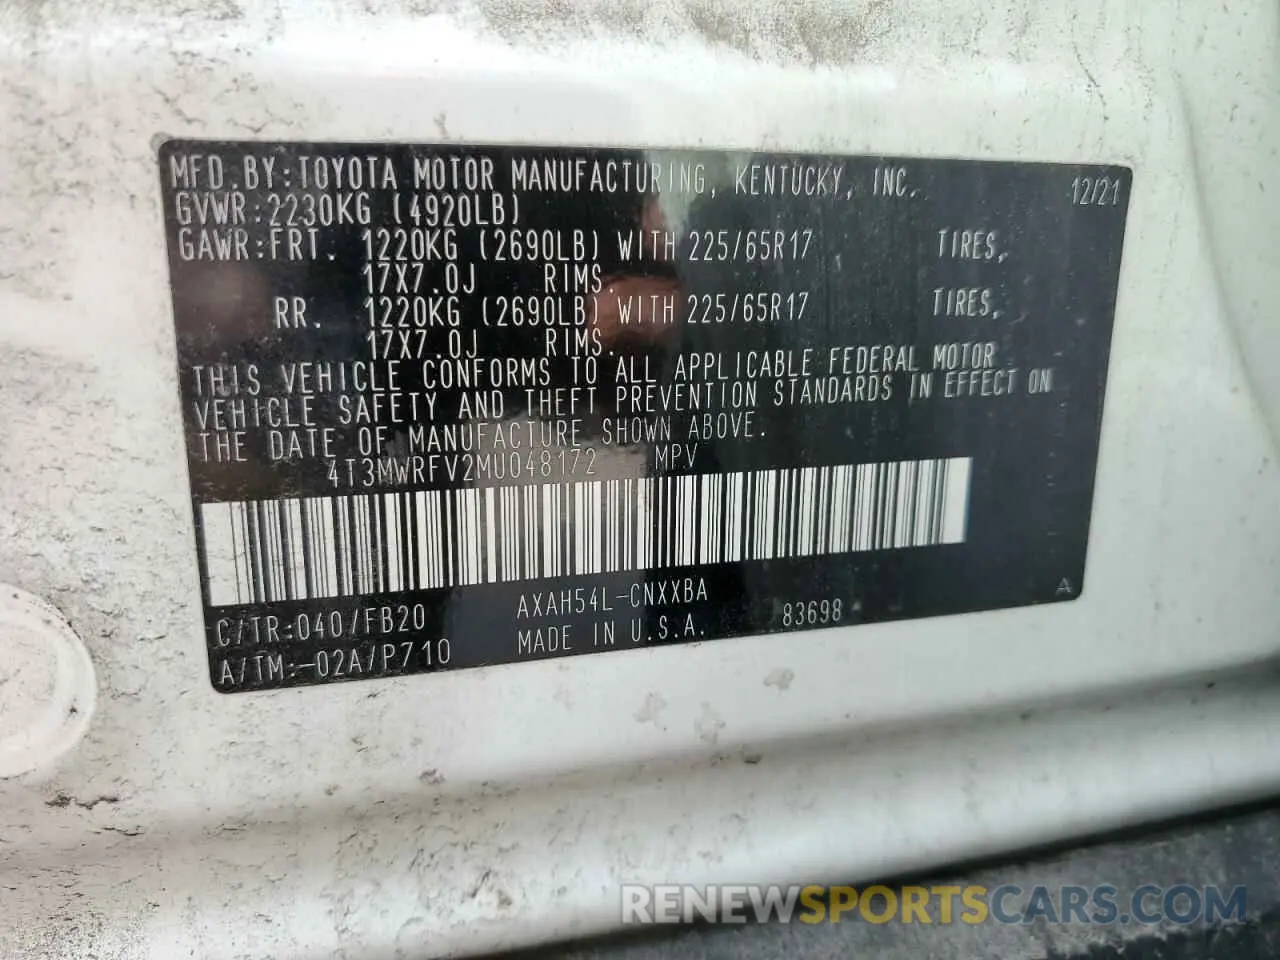 MFD.BY:TOYOTA MOTOR MANUFACTURING, KENTUCKY, INC. 12/21
GVWR:2230KG (4920LB)
GAWR:FRT. 1220KG (2690LB) WITH 225/65R17 TIRES,
17X7.0J RIMS.
RR. 1220KG (2690LB) WITH 225/65R17 TIRES,
17X7.0J RIMS.
THIS VEHICLE CONFORMS TO ALL APPLICABLE FEDERAL MOTOR
VEHICLE SAFETY AND THEFT PREVENTION STANDARDS IN EFFECT ON
THE DATE OF MANUFACTURE SHOWN ABOVE.
4T3MWRFV2MU048172 MPV
C/TR:040/FB20 AXAH54L-CNXXBA
A/TM:-02A/P710 MADE IN U.S.A. 83698 A
RENEWSPORTSCARS.COM